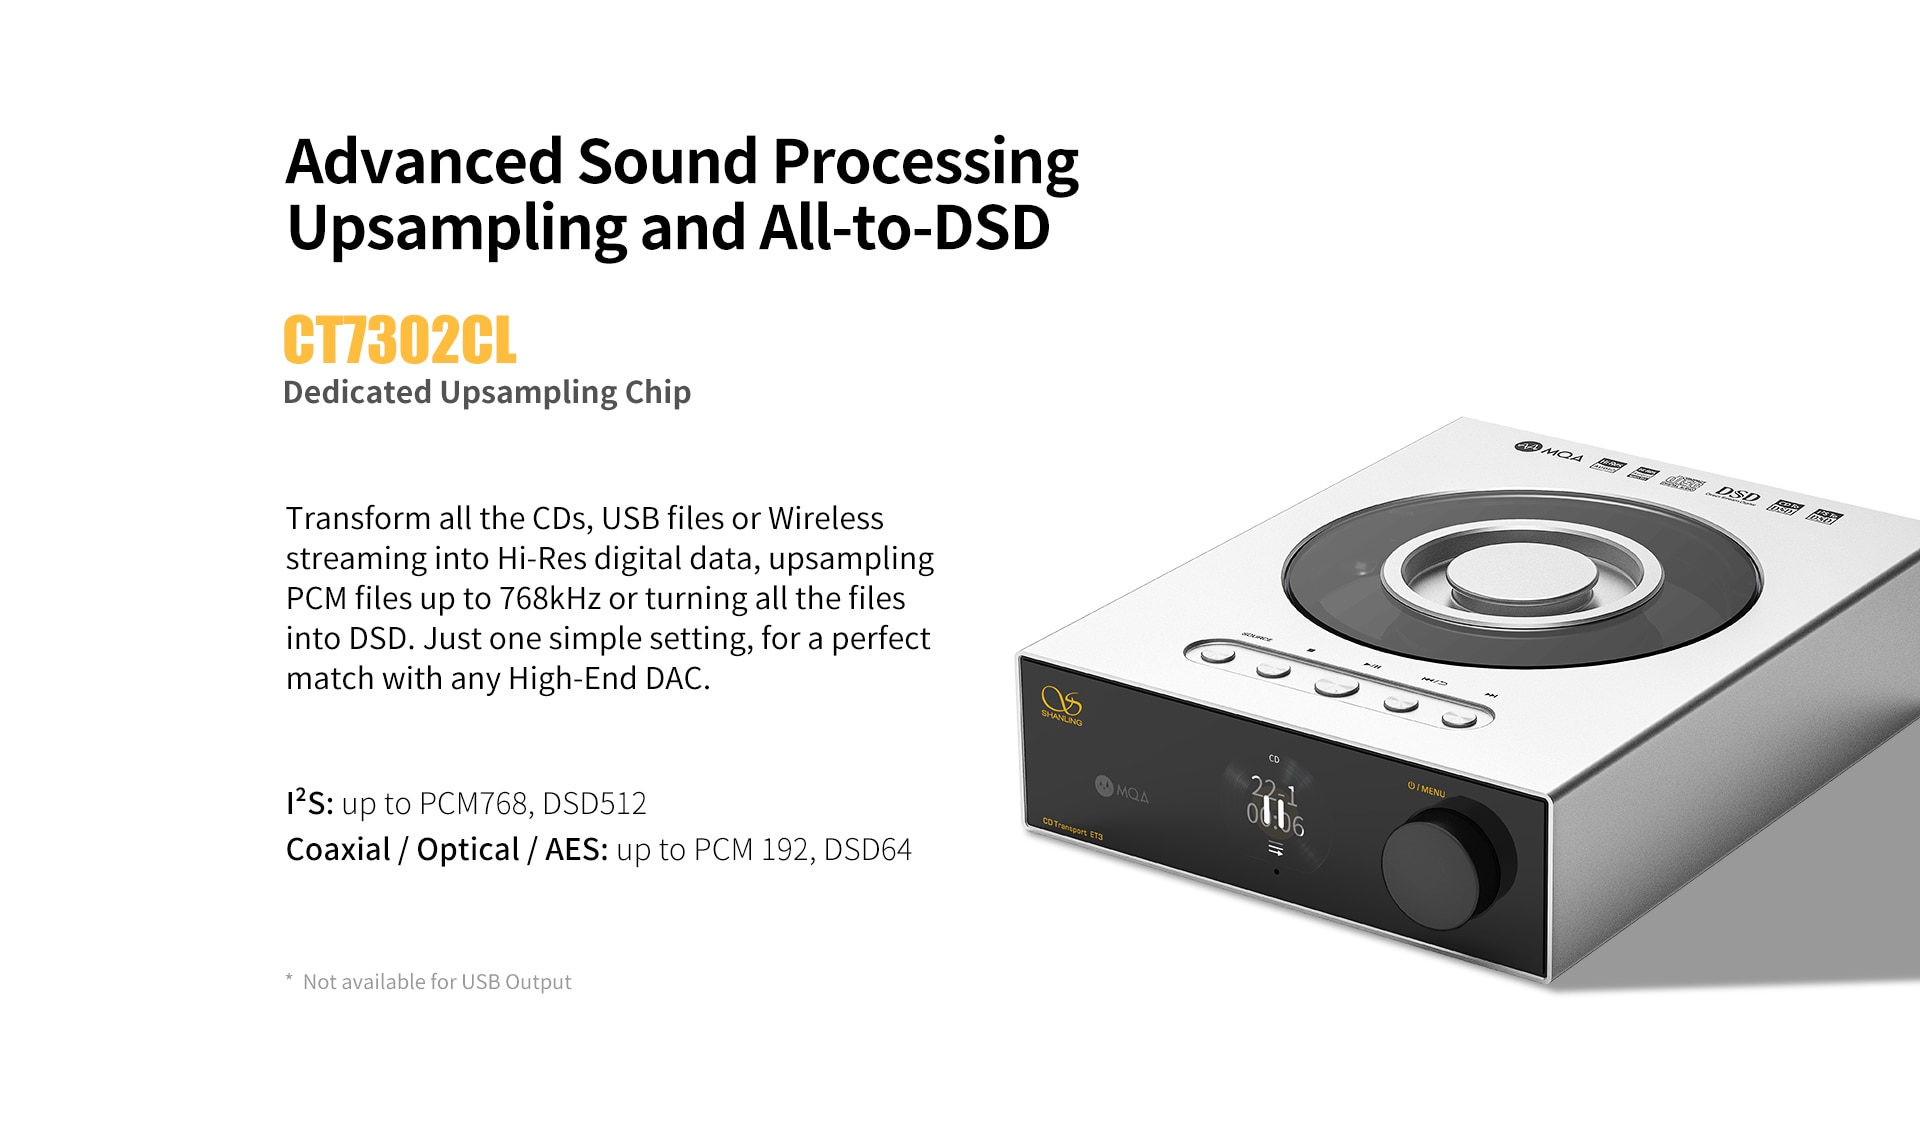 Advanced Sound Processing
Upsampling and All-to-DSD
CT7302CL
Dedicated Upsampling Chip
Transform all the CDs, USB files or Wireless
streaming into Hi-Res digital data, upsampling
PCM files up to 768kHz or turning all the files
into DSD. Just one simple setting, for a perfect
match with any High-End DAC.
I²S: up to PCM768, DSD512
Coaxial / Optical / AES: up to PCM 192, DSD64
* Not available for USB Output
MQA
DSD
SOURCE
SHANLING
MQA
CD Transport ET3
CD
22-1
00:06
⏻ / MENU